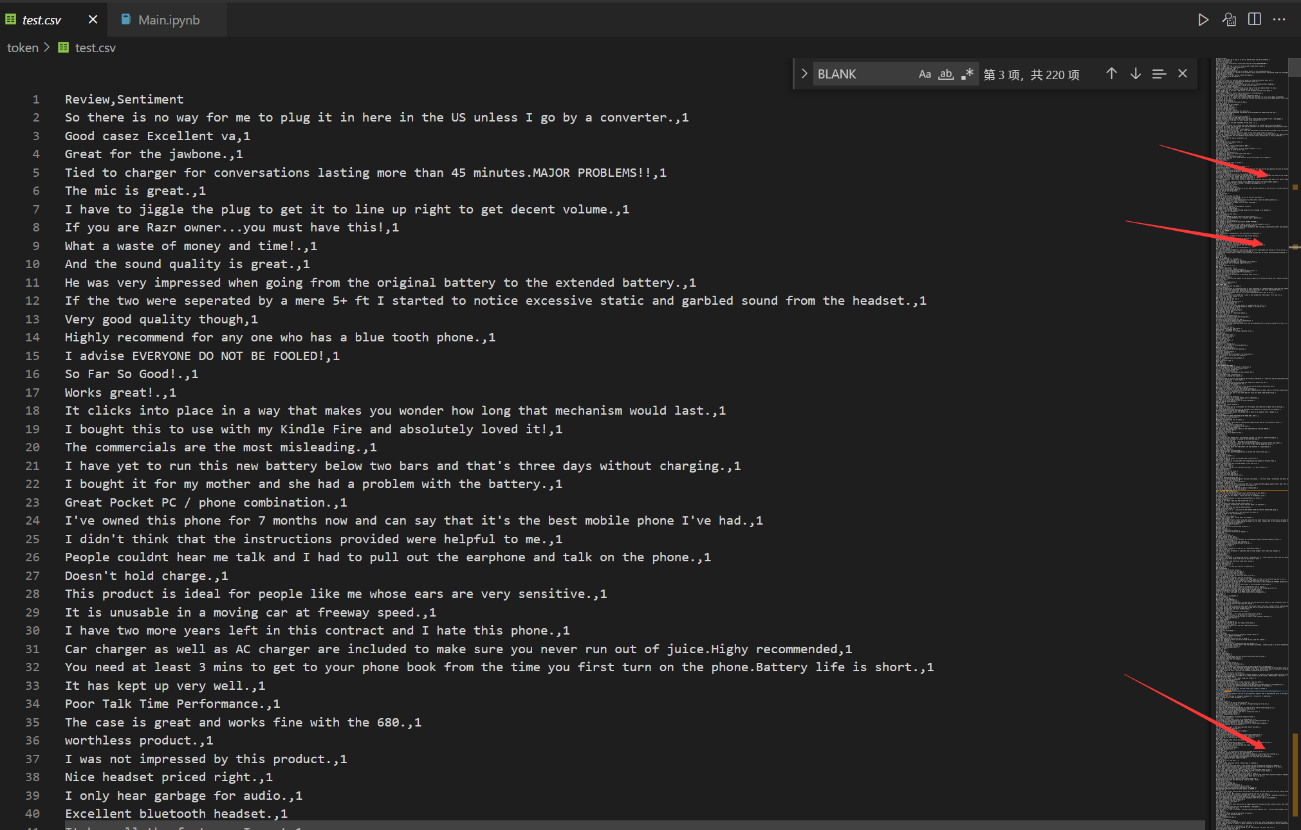 test.csv
Main.ipynb
token > test.csv
BLANK Aa ab .* 第 3 项，共 220 项
1 Review,Sentiment
2 So there is no way for me to plug it in here in the US unless I go by a converter.,1
3 Good casez Excellent va,1
4 Great for the jawbone.,1
5 Tied to charger for conversations lasting more than 45 minutes.MAJOR PROBLEMS!!,1
6 The mic is great.,1
7 I have to jiggle the plug to get it to line up right to get decent volume.,1
8 If you are Razr owner...you must have this!,1
9 What a waste of money and time!.,1
10 And the sound quality is great.,1
11 He was very impressed when going from the original battery to the extended battery.,1
12 If the two were seperated by a mere 5+ ft I started to notice excessive static and garbled sound from the headset.,1
13 Very good quality though,1
14 Highly recommend for any one who has a blue tooth phone.,1
15 I advise EVERYONE DO NOT BE FOOLED!,1
16 So Far So Good!.,1
17 Works great!.,1
18 It clicks into place in a way that makes you wonder how long that mechanism would last.,1
19 I bought this to use with my Kindle Fire and absolutely loved it!,1
20 The commercials are the most misleading.,1
21 I have yet to run this new battery below two bars and that's three days without charging.,1
22 I bought it for my mother and she had a problem with the battery.,1
23 Great Pocket PC / phone combination.,1
24 I've owned this phone for 7 months now and can say that it's the best mobile phone I've had.,1
25 I didn't think that the instructions provided were helpful to me.,1
26 People couldnt hear me talk and I had to pull out the earphone and talk on the phone.,1
27 Doesn't hold charge.,1
28 This product is ideal for people like me whose ears are very sensitive.,1
29 It is unusable in a moving car at freeway speed.,1
30 I have two more years left in this contract and I hate this phone.,1
31 Car charger as well as AC charger are included to make sure you never run out of juice.Highy recommended,1
32 You need at least 3 mins to get to your phone book from the time you first turn on the phone.Battery life is short.,1
33 It has kept up very well.,1
34 Poor Talk Time Performance.,1
35 The case is great and works fine with the 680.,1
36 worthless product.,1
37 I was not impressed by this product.,1
38 Nice headset priced right.,1
39 I only hear garbage for audio.,1
40 Excellent bluetooth headset.,1